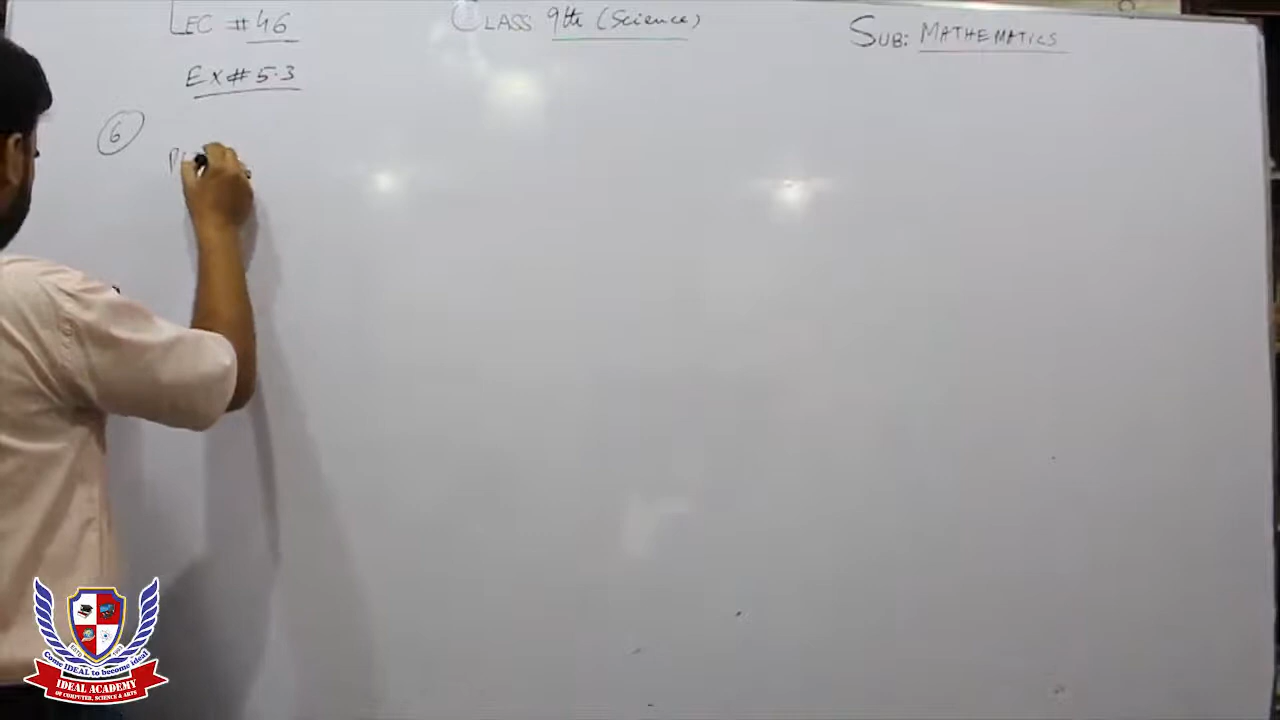 LEC # 46
CLASS 9th (Science)
SUB: MATHEMATICS
EX# 5.3
6
P(
Come IDEAL to become ideal
IDEAL ACADEMY
OF COMPUTER, SCIENCE & ARTS